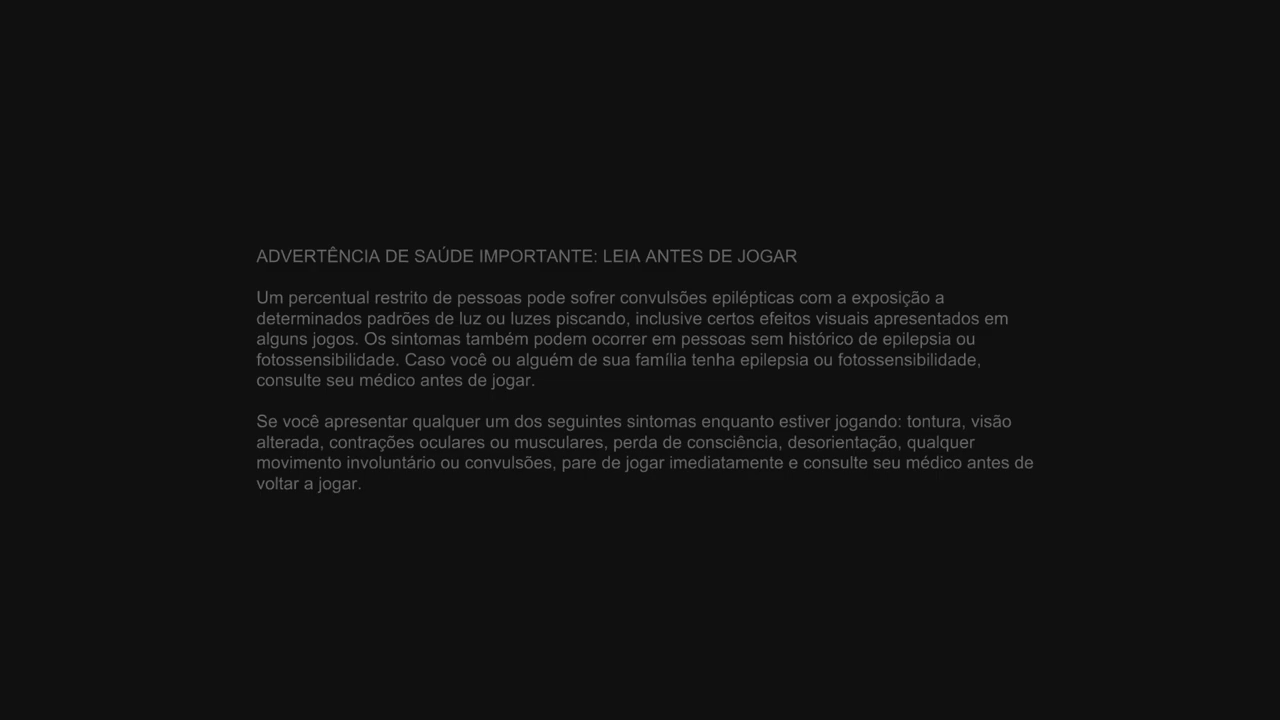 ADVERTÊNCIA DE SAÚDE IMPORTANTE: LEIA ANTES DE JOGAR
Um percentual restrito de pessoas pode sofrer convulsões epilépticas com a exposição a
determinados padrões de luz ou luzes piscando, inclusive certos efeitos visuais apresentados em
alguns jogos. Os sintomas também podem ocorrer em pessoas sem histórico de epilepsia ou
fotossensibilidade. Caso você ou alguém de sua família tenha epilepsia ou fotossensibilidade,
consulte seu médico antes de jogar.
Se você apresentar qualquer um dos seguintes sintomas enquanto estiver jogando: tontura, visão
alterada, contrações oculares ou musculares, perda de consciência, desorientação, qualquer
movimento involuntário ou convulsões, pare de jogar imediatamente e consulte seu médico antes de
voltar a jogar.